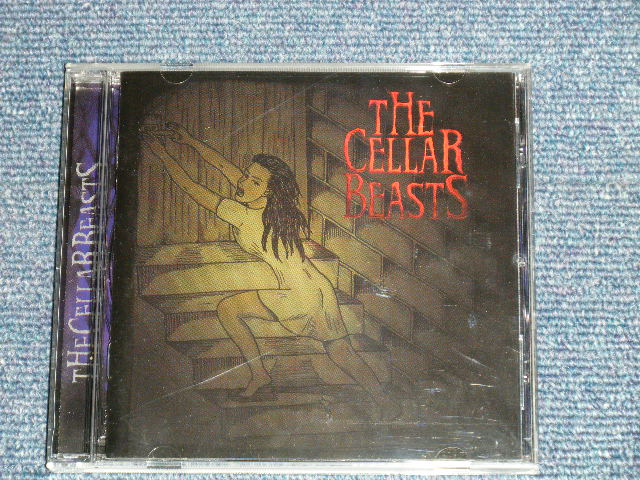 THE
CELLAR
BEASTS
THE CELLAR BEASTS